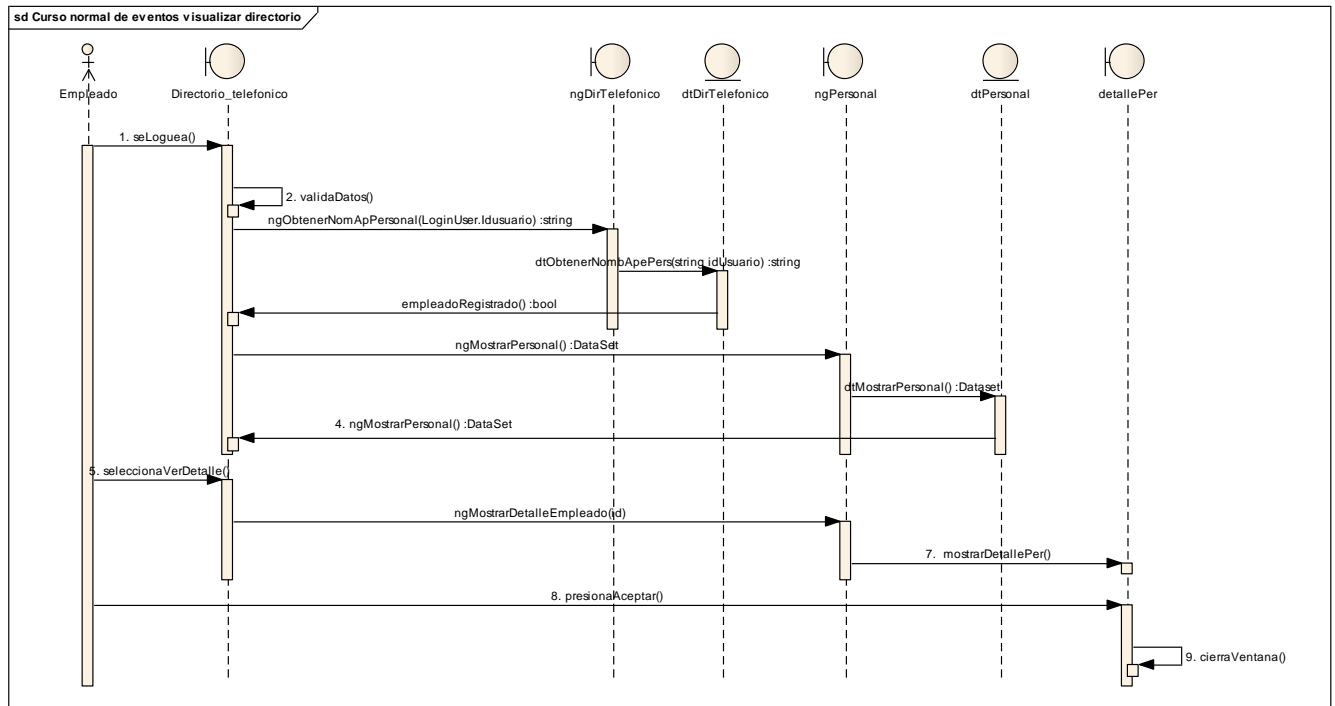 sd Curso normal de eventos visualizar directorio
Empleado
Directorio_telefonico
ngDirTelefonico
dtDirTelefonico
ngPersonal
dtPersonal
detallePer
1. seLoguea()
2. validaDatos()
ngObtenerNomApPersonal(LoginUser.Idusuario) :string
dtObtenerNombApePers(string idUsuario) :string
empleadoRegistrado() :bool
ngMostrarPersonal() :DataSet
dtMostrarPersonal() :Dataset
4. ngMostrarPersonal() :DataSet
5. seleccionaVerDetalle()
ngMostrarDetalleEmpleado(id)
7. mostrarDetallePer()
8. presionaAceptar()
9. cierraVentana()